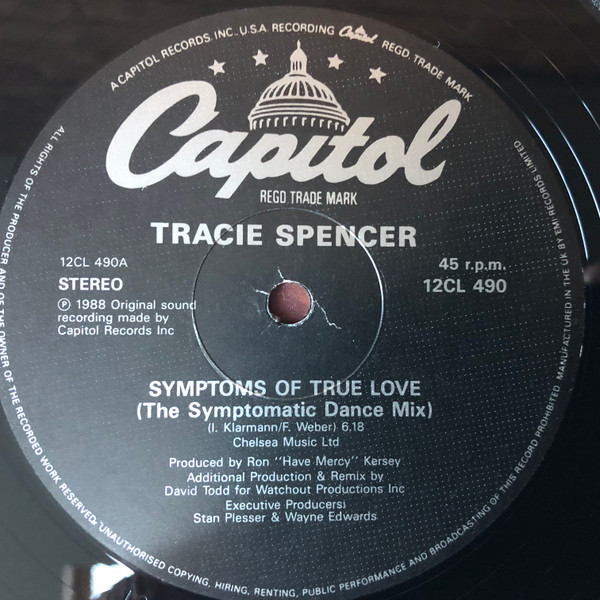 A CAPITOL RECORDS, INC., U.S.A. RECORDING Capitol REGD. TRADE MARK
Capitol
REGD. TRADE MARK
TRACIE SPENCER
12CL 490A
STEREO
℗ 1988 Original sound
recording made by
Capitol Records Inc
45 r.p.m.
12CL 490
SYMPTOMS OF TRUE LOVE
(The Symptomatic Dance Mix)
(I. Klarmann/F. Weber) 6.18
Chelsea Music Ltd
Produced by Ron "Have Mercy" Kersey
Additional Production & Remix by
David Todd for Watchout Productions Inc
Executive Producers:
Stan Plesser & Wayne Edwards
ALL RIGHTS OF THE PRODUCER AND OF THE OWNER OF THE RECORDED WORK RESERVED. UNAUTHORISED COPYING, HIRING, RENTING, PUBLIC PERFORMANCE AND BROADCASTING OF THIS RECORD PROHIBITED. MANUFACTURED IN THE UK BY EMI RECORDS LIMITED